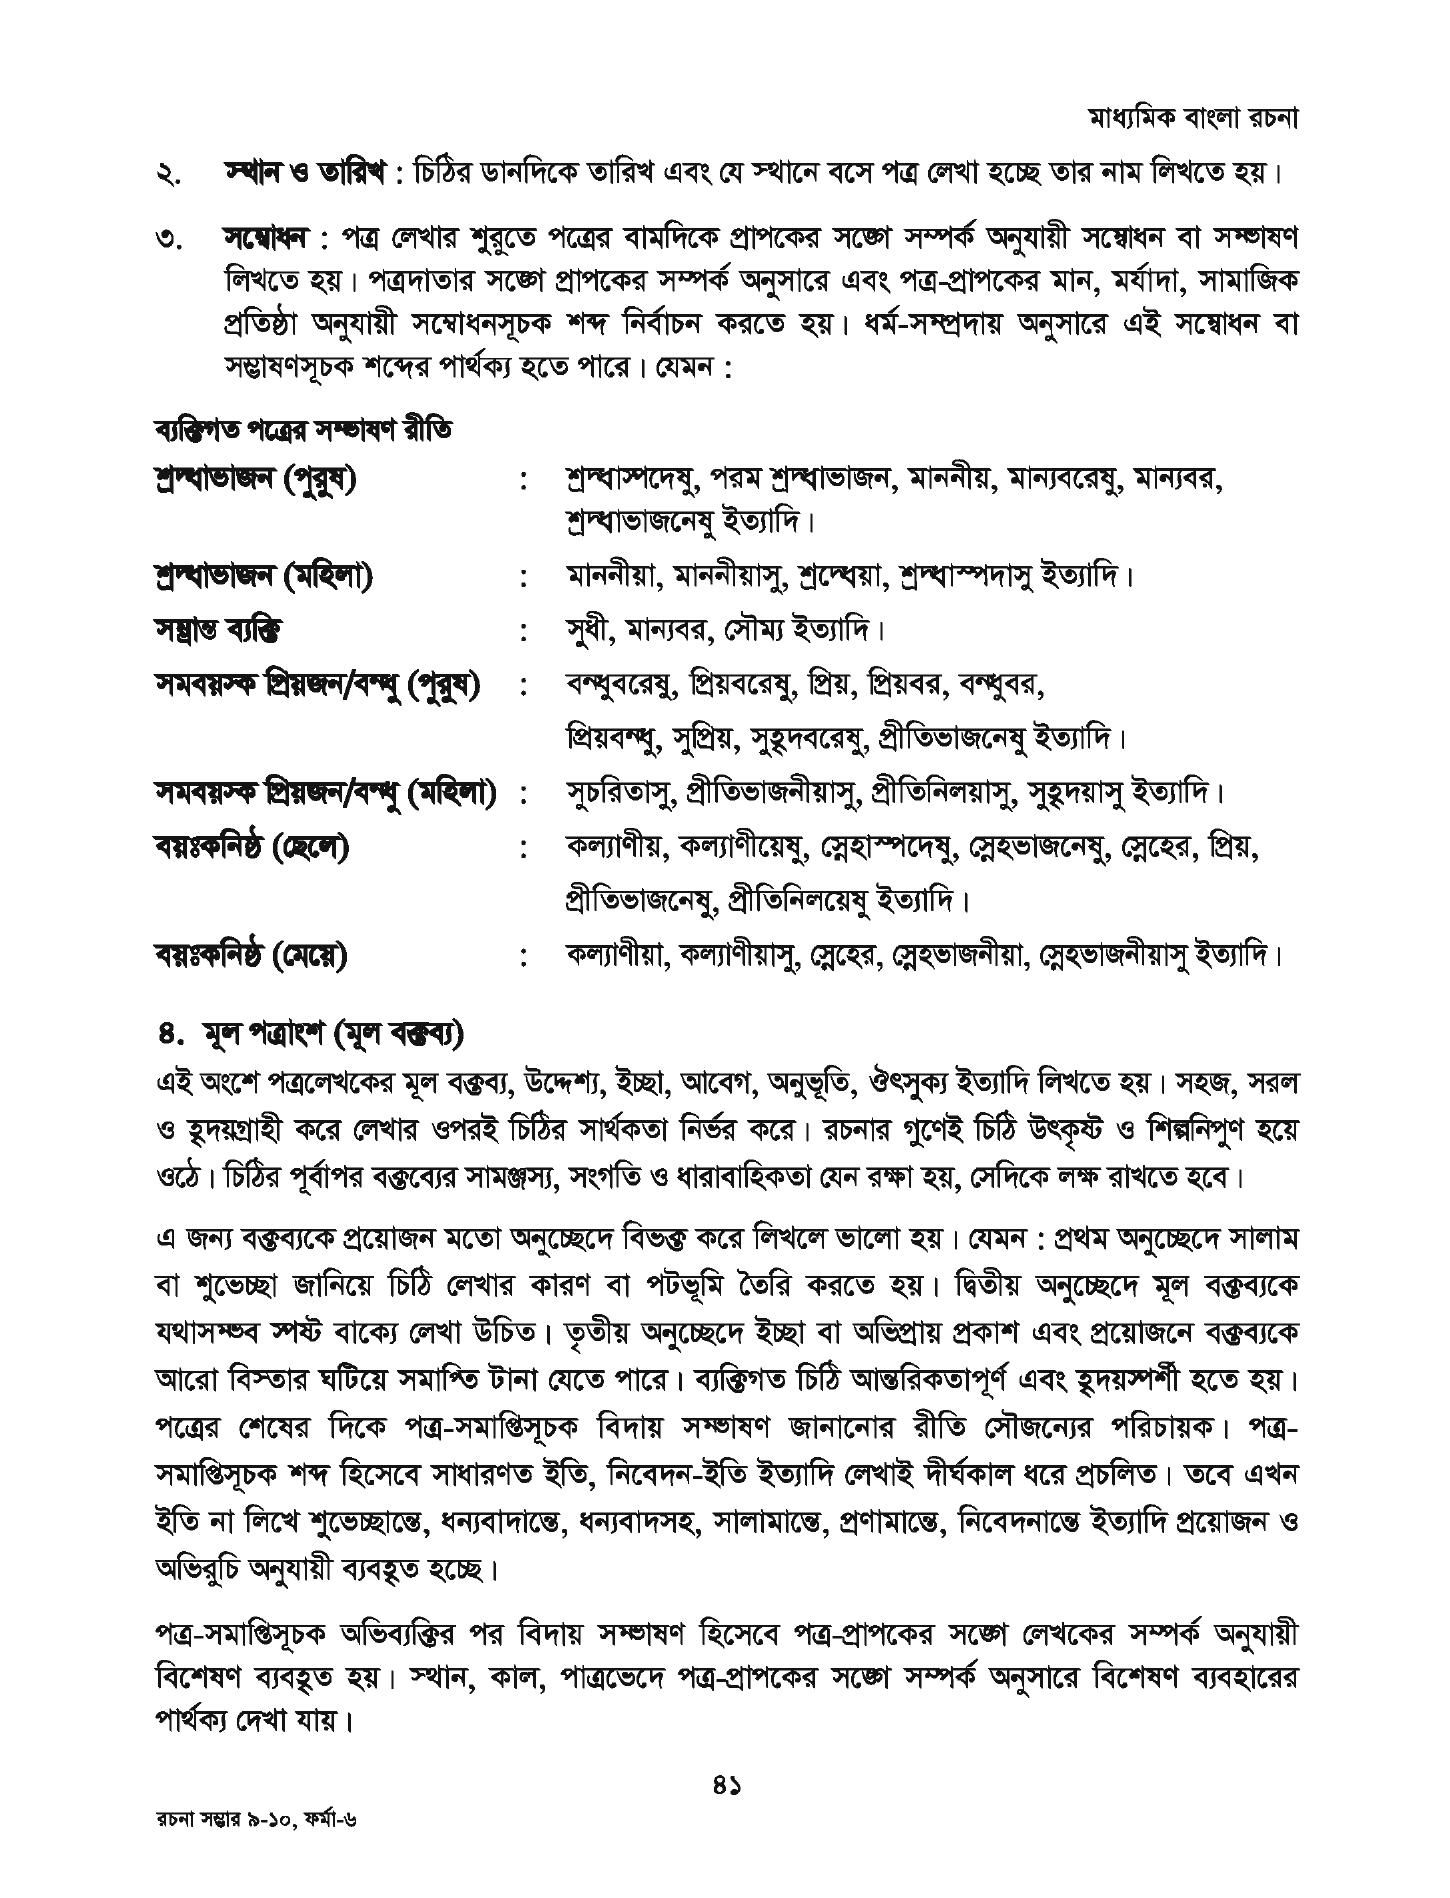 মাধ্যমিক বাংলা রচনা
২. স্থান ও তারিখ : চিঠির ডানদিকে তারিখ এবং যে স্থানে বসে পত্র লেখা হচ্ছে তার নাম লিখতে হয়।
৩. সম্বোধন : পত্র লেখার শুরুতে পত্রের বামদিকে প্রাপকের সঙ্গে সম্পর্ক অনুযায়ী সম্বোধন বা সম্ভাষণ
লিখতে হয়। পত্রদাতার সঙ্গে প্রাপকের সম্পর্ক অনুসারে এবং পত্র-প্রাপকের মান, মর্যাদা, সামাজিক
প্রতিষ্ঠা অনুযায়ী সম্বোধনসূচক শব্দ নির্বাচন করতে হয়। ধর্ম-সম্প্রদায় অনুসারে এই সম্বোধন বা
সম্ভাষণসূচক শব্দের পার্থক্য হতে পারে। যেমন :
ব্যক্তিগত পত্রের সম্ভাষণ রীতি
শ্রদ্ধাভাজন (পুরুষ) : শ্রদ্ধাস্পদেষু, পরম শ্রদ্ধাভাজন, মাননীয়, মান্যবরেষু, মান্যবর,
শ্রদ্ধাভাজনেষু ইত্যাদি।
শ্রদ্ধাভাজন (মহিলা) : মাননীয়া, মাননীয়াসু, শ্রদ্ধেয়া, শ্রদ্ধাস্পদাসু ইত্যাদি।
সম্ভ্রান্ত ব্যক্তি : সুধী, মান্যবর, সৌম্য ইত্যাদি।
সমবয়স্ক প্রিয়জন/বন্ধু (পুরুষ) : বন্ধুবরেষু, প্রিয়বরেষু, প্রিয়, প্রিয়বর, বন্ধুবর,
প্রিয়বন্ধু, সুপ্রিয়, সুহৃদবরেষু, প্রীতিভাজনেষু ইত্যাদি।
সমবয়স্ক প্রিয়জন/বন্ধু (মহিলা) : সুচরিতাসু, প্রীতিভাজনীয়াসু, প্রীতিনিলয়াসু, সুহৃদয়াসু ইত্যাদি।
বয়ঃকনিষ্ঠ (ছেলে) : কল্যাণীয়, কল্যাণীয়েষু, স্নেহাস্পদেষু, স্নেহভাজনেষু, স্নেহের, প্রিয়,
প্রীতিভাজনেষু, প্রীতিনিলয়েষু ইত্যাদি।
বয়ঃকনিষ্ঠ (মেয়ে) : কল্যাণীয়া, কল্যাণীয়াসু, স্নেহের, স্নেহভাজনীয়া, স্নেহভাজনীয়াসু ইত্যাদি।
৪. মূল পত্রাংশ (মূল বক্তব্য)
এই অংশে পত্রলেখকের মূল বক্তব্য, উদ্দেশ্য, ইচ্ছা, আবেগ, অনুভূতি, ঔৎসুক্য ইত্যাদি লিখতে হয়। সহজ, সরল
ও হৃদয়গ্রাহী করে লেখার ওপরই চিঠির সার্থকতা নির্ভর করে। রচনার গুণেই চিঠি উৎকৃষ্ট ও শিল্পনিপুণ হয়ে
ওঠে। চিঠির পূর্বাপর বক্তব্যের সামঞ্জস্য, সংগতি ও ধারাবাহিকতা যেন রক্ষা হয়, সেদিকে লক্ষ রাখতে হবে।
এ জন্য বক্তব্যকে প্রয়োজন মতো অনুচ্ছেদে বিভক্ত করে লিখলে ভালো হয়। যেমন : প্রথম অনুচ্ছেদে সালাম
বা শুভেচ্ছা জানিয়ে চিঠি লেখার কারণ বা পটভূমি তৈরি করতে হয়। দ্বিতীয় অনুচ্ছেদে মূল বক্তব্যকে
যথাসম্ভব স্পষ্ট বাক্যে লেখা উচিত। তৃতীয় অনুচ্ছেদে ইচ্ছা বা অভিপ্রায় প্রকাশ এবং প্রয়োজনে বক্তব্যকে
আরো বিস্তার ঘটিয়ে সমাপ্তি টানা যেতে পারে। ব্যক্তিগত চিঠি আন্তরিকতাপূর্ণ এবং হৃদয়স্পর্শী হতে হয়।
পত্রের শেষের দিকে পত্র-সমাপ্তিসূচক বিদায় সম্ভাষণ জানানোর রীতি সৌজন্যের পরিচায়ক। পত্র-
সমাপ্তিসূচক শব্দ হিসেবে সাধারণত ইতি, নিবেদন-ইতি ইত্যাদি লেখাই দীর্ঘকাল ধরে প্রচলিত। তবে এখন
ইতি না লিখে শুভেচ্ছান্তে, ধন্যবাদান্তে, ধন্যবাদসহ, সালামান্তে, প্রণামান্তে, নিবেদনান্তে ইত্যাদি প্রয়োজন ও
অভিরুচি অনুযায়ী ব্যবহৃত হচ্ছে।
পত্র-সমাপ্তিসূচক অভিব্যক্তির পর বিদায় সম্ভাষণ হিসেবে পত্র-প্রাপকের সঙ্গে লেখকের সম্পর্ক অনুযায়ী
বিশেষণ ব্যবহৃত হয়। স্থান, কাল, পাত্রভেদে পত্র-প্রাপকের সঙ্গে সম্পর্ক অনুসারে বিশেষণ ব্যবহারের
পার্থক্য দেখা যায়।
৪১
রচনা সম্ভার ৯-১০, ফর্মা-৬